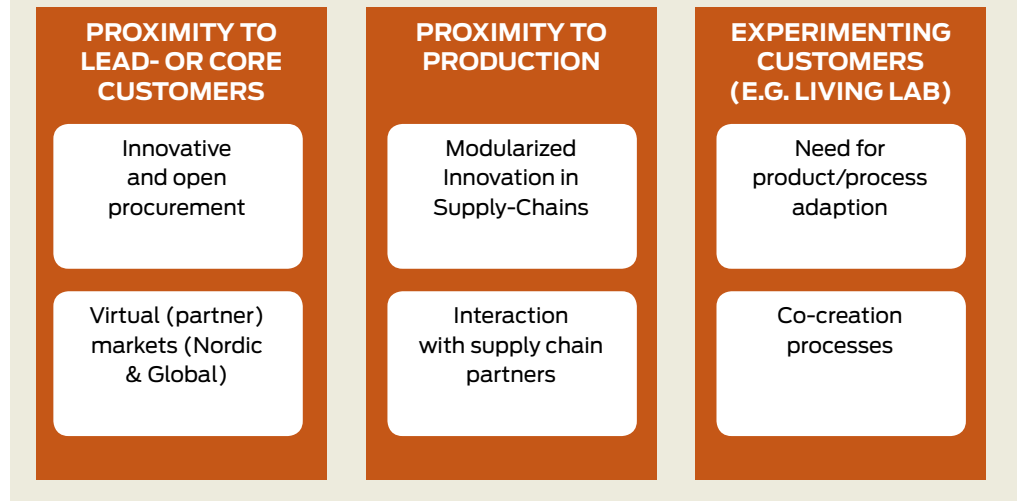 PROXIMITY TO
LEAD- OR CORE
CUSTOMERS
Innovative
and open
procurement
Virtual (partner)
markets (Nordic
& Global)
PROXIMITY TO
PRODUCTION
Modularized
Innovation in
Supply-Chains
Interaction
with supply chain
partners
EXPERIMENTING
CUSTOMERS
(E.G. LIVING LAB)
Need for
product/process
adaption
Co-creation
processes